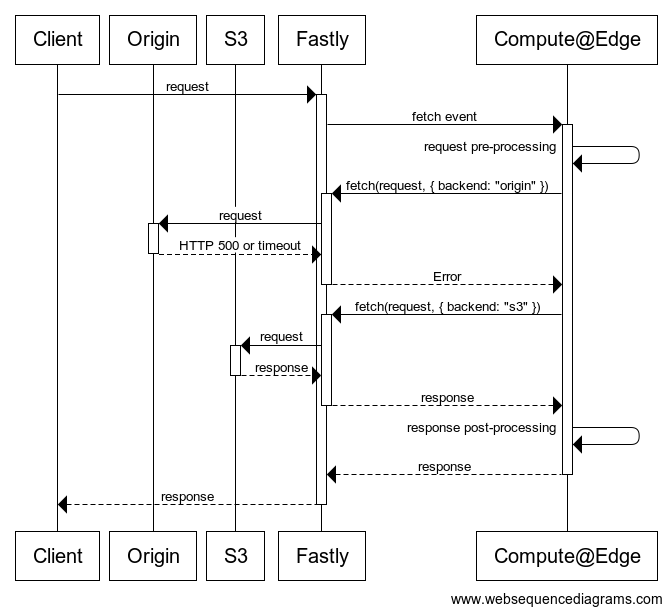 Client Origin S3 Fastly Compute@Edge
request
fetch event
request pre-processing
fetch(request, { backend: "origin" })
request
HTTP 500 or timeout
Error
fetch(request, { backend: "s3" })
request
response
response
response post-processing
response
response
Client Origin S3 Fastly Compute@Edge
www.websequencediagrams.com